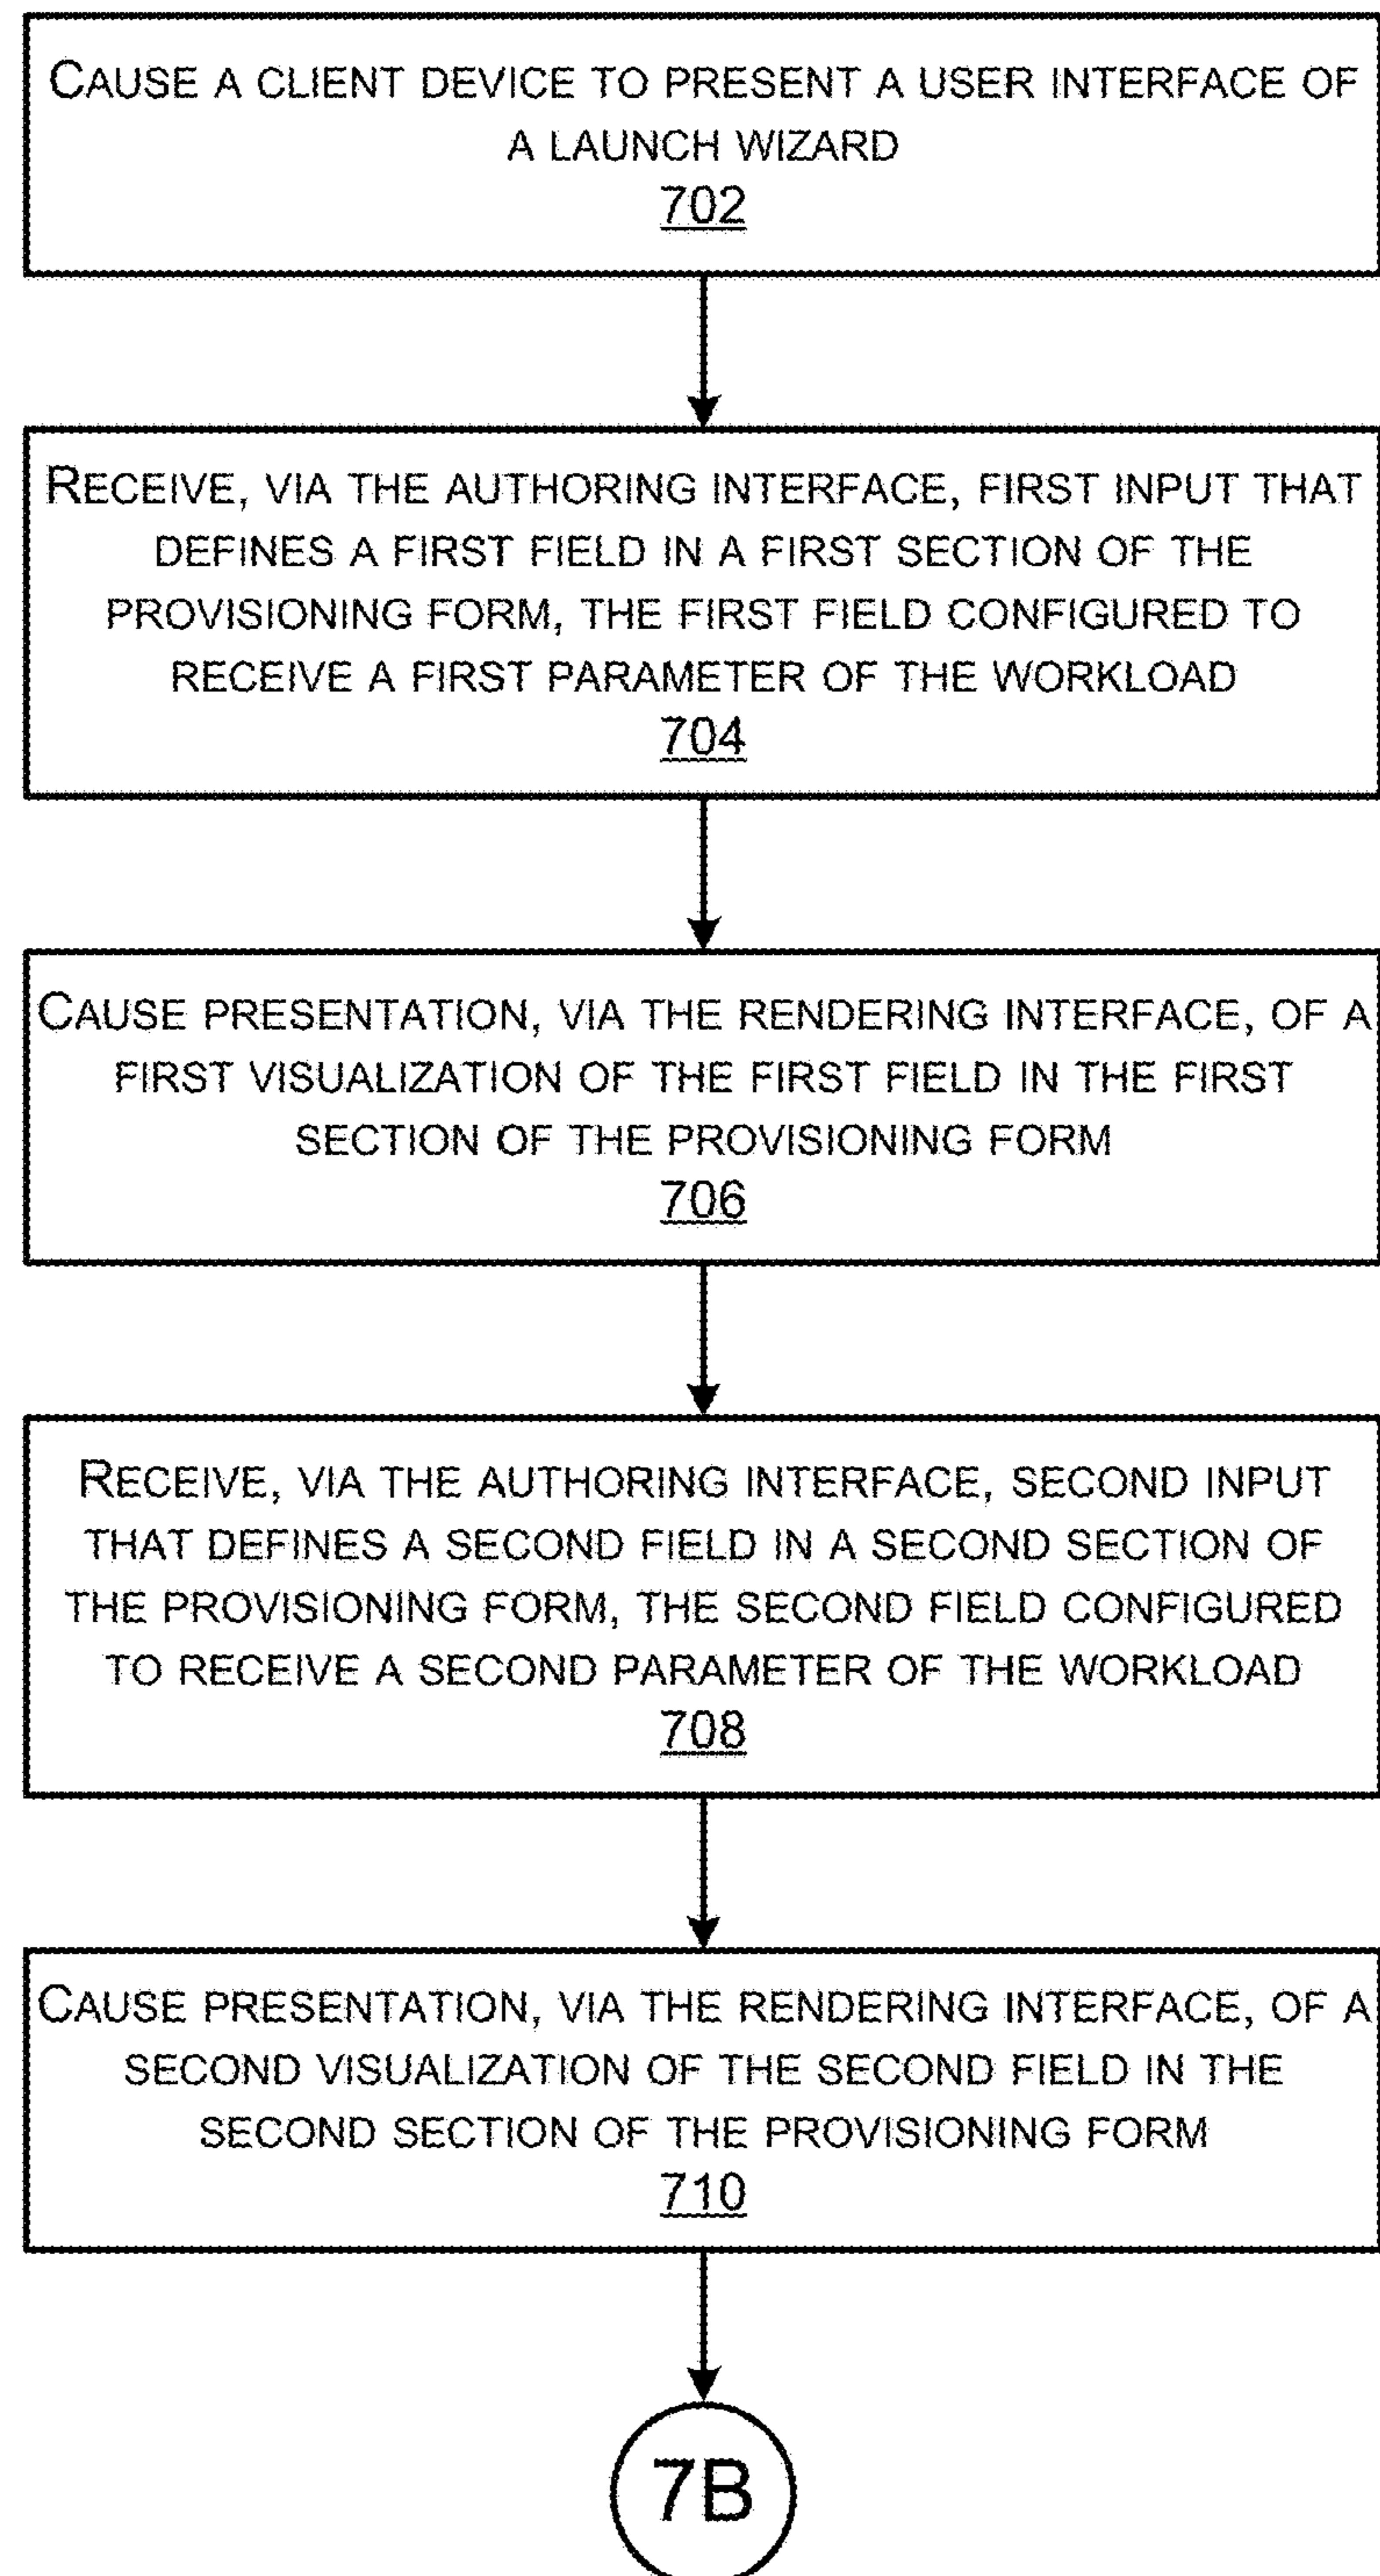 CAUSE A CLIENT DEVICE TO PRESENT A USER INTERFACE OF
A LAUNCH WIZARD
702
RECEIVE, VIA THE AUTHORING INTERFACE, FIRST INPUT THAT
DEFINES A FIRST FIELD IN A FIRST SECTION OF THE
PROVISIONING FORM, THE FIRST FIELD CONFIGURED TO
RECEIVE A FIRST PARAMETER OF THE WORKLOAD
704
CAUSE PRESENTATION, VIA THE RENDERING INTERFACE, OF A
FIRST VISUALIZATION OF THE FIRST FIELD IN THE FIRST
SECTION OF THE PROVISIONING FORM
706
RECEIVE, VIA THE AUTHORING INTERFACE, SECOND INPUT
THAT DEFINES A SECOND FIELD IN A SECOND SECTION OF
THE PROVISIONING FORM, THE SECOND FIELD CONFIGURED
TO RECEIVE A SECOND PARAMETER OF THE WORKLOAD
708
CAUSE PRESENTATION, VIA THE RENDERING INTERFACE, OF A
SECOND VISUALIZATION OF THE SECOND FIELD IN THE
SECOND SECTION OF THE PROVISIONING FORM
710
7B